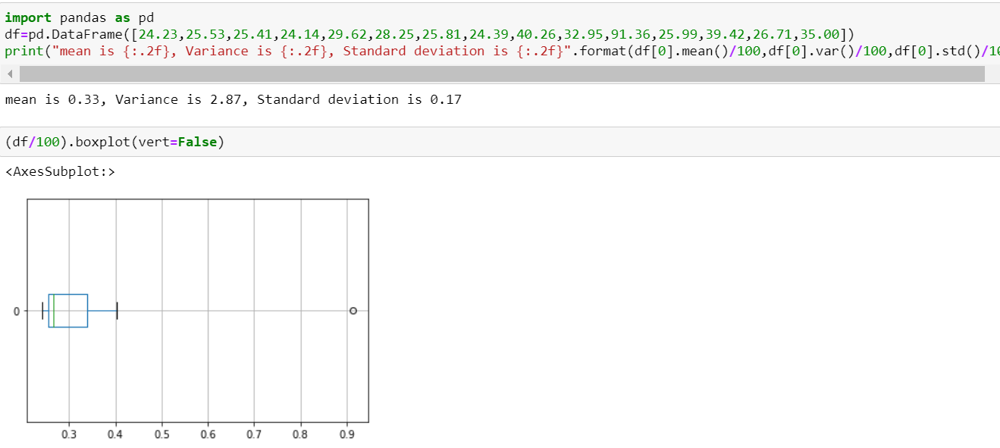 import pandas as pd
df=pd.DataFrame([24.23,25.53,25.41,24.14,29.62,28.25,25.81,24.39,40.26,32.95,91.36,25.99,39.42,26.71,35.00])
print("mean is {:.2f}, Variance is {:.2f}, Standard deviation is {:.2f}".format(df[0].mean()/100,df[0].var()/100,df[0].std()/10
mean is 0.33, Variance is 2.87, Standard deviation is 0.17
(df/100).boxplot(vert=False)
<AxesSubplot:>
0
0.3 0.4 0.5 0.6 0.7 0.8 0.9